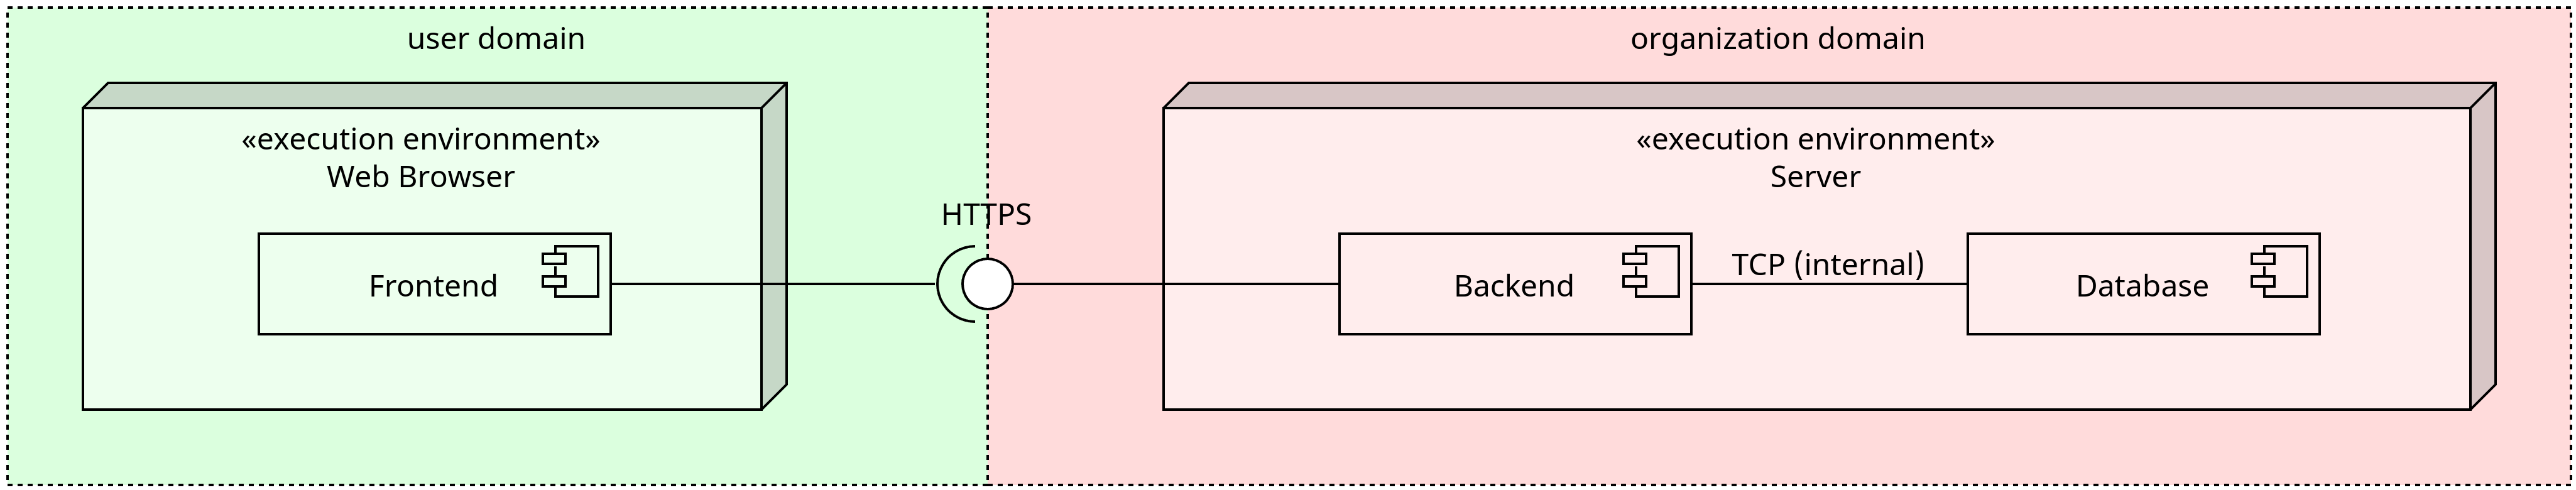 user domain
organization domain
«execution environment»
Web Browser
«execution environment»
Server
HTTPS
Frontend
Backend
TCP (internal)
Database